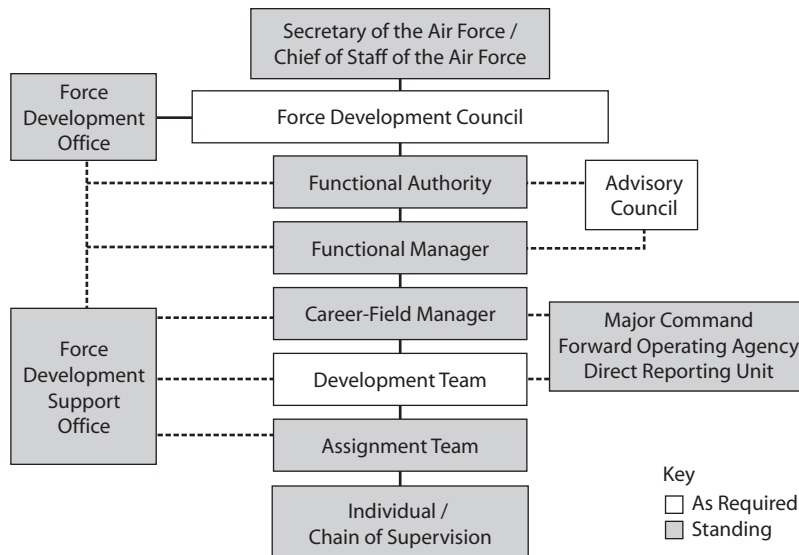 Secretary of the Air Force /
Chief of Staff of the Air Force
Force
Development
Office
Force Development Council
Functional Authority
Advisory
Council
Functional Manager
Career-Field Manager
Major Command
Forward Operating Agency
Direct Reporting Unit
Force
Development
Support
Office
Development Team
Assignment Team
Individual /
Chain of Supervision
Key
As Required
Standing